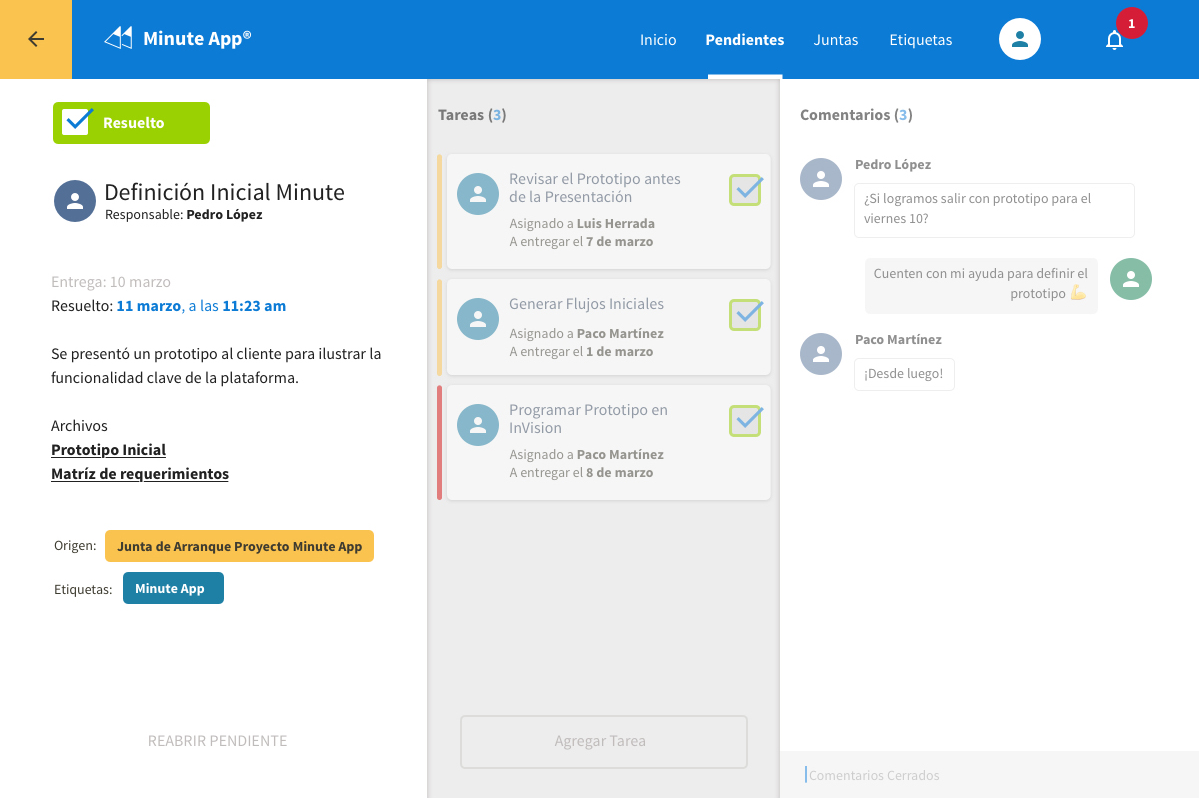 Minute App®
Inicio
Pendientes
Juntas
Etiquetas
1
Resuelto
Definición Inicial Minute
Responsable: Pedro López
Entrega: 10 marzo
Resuelto: 11 marzo, a las 11:23 am
Se presentó un prototipo al cliente para ilustrar la
funcionalidad clave de la plataforma.
Archivos
Prototipo Inicial
Matríz de requerimientos
Origen: Junta de Arranque Proyecto Minute App
Etiquetas: Minute App
REABRIR PENDIENTE
Tareas (3)
Revisar el Prototipo antes
de la Presentación
Asignado a Luis Herrada
A entregar el 7 de marzo
Generar Flujos Iniciales
Asignado a Paco Martínez
A entregar el 1 de marzo
Programar Prototipo en
InVision
Asignado a Paco Martínez
A entregar el 8 de marzo
Agregar Tarea
Comentarios (3)
Pedro López
¿Si logramos salir con prototipo para el
viernes 10?
Cuenten con mi ayuda para definir el
prototipo 💪
Paco Martínez
¡Desde luego!
Comentarios Cerrados